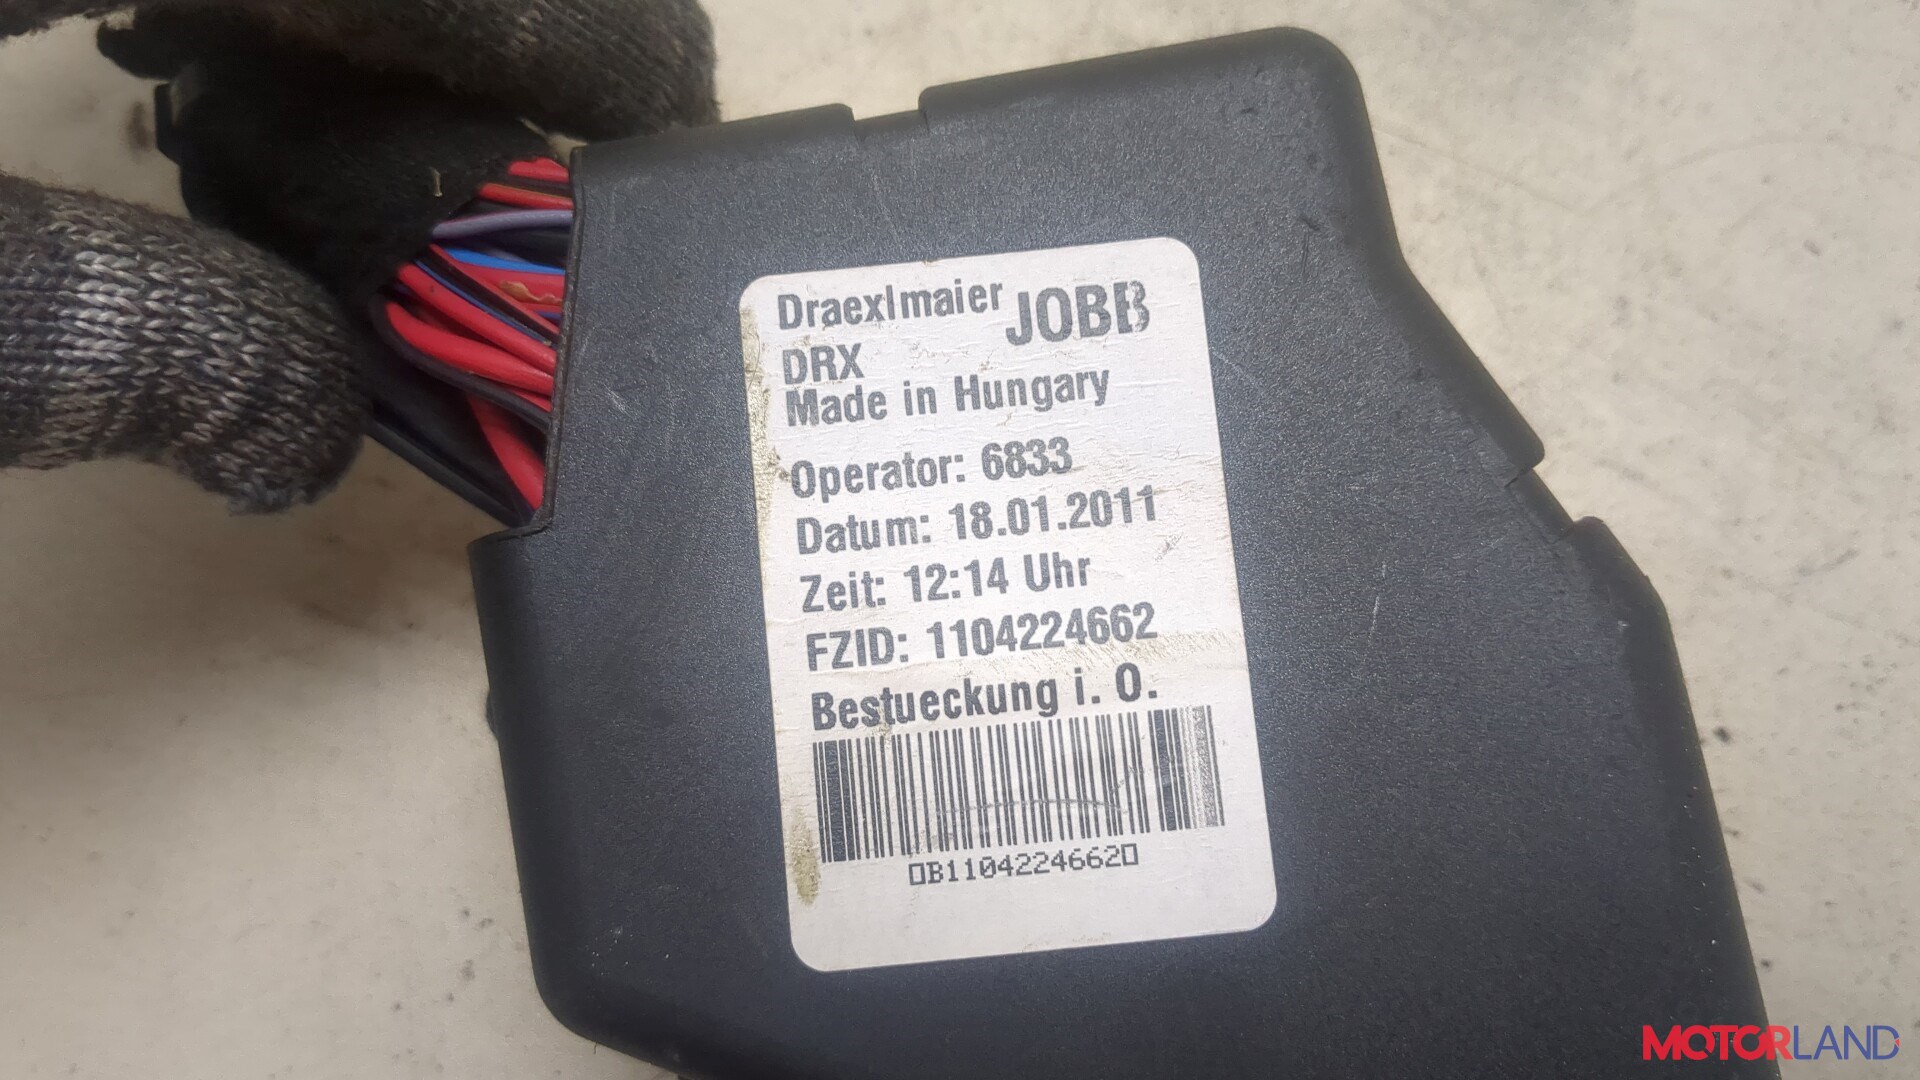 Draexlmaier JOBB
DRX
Made in Hungary
Operator: 6833
Datum: 18.01.2011
Zeit: 12:14 Uhr
FZID: 1104224662
Bestueckung i. O.
▯B1104224662▯
MOTORLAND